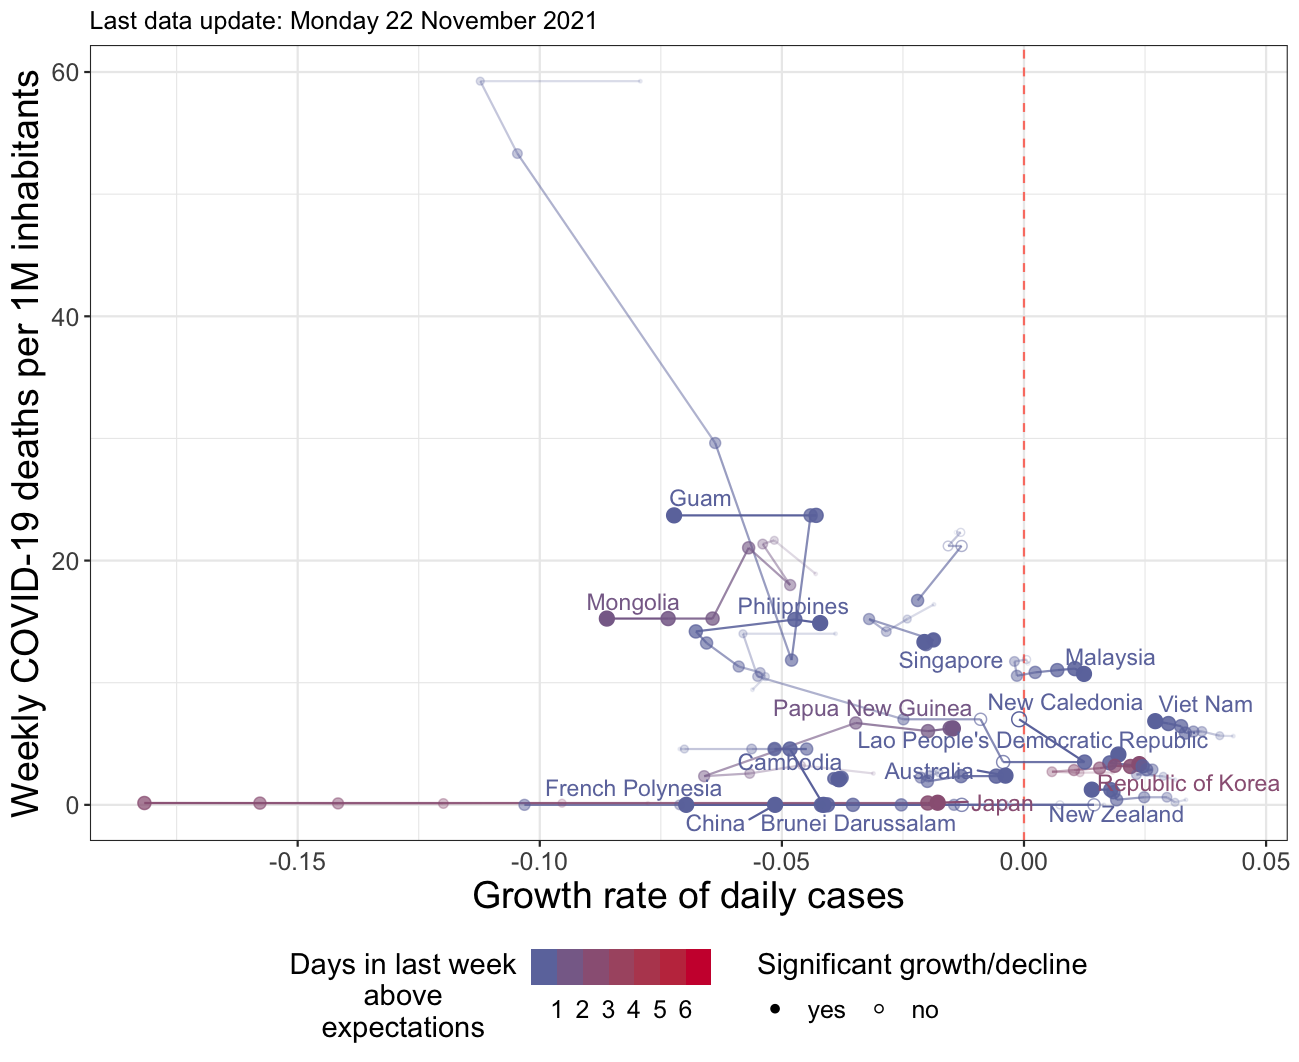 Last data update: Monday 22 November 2021
Weekly COVID-19 deaths per 1M inhabitants
60
40
20
0
Guam
Mongolia
Philippines
Singapore
Malaysia
New Caledonia
Viet Nam
Papua New Guinea
Lao People's Democratic Republic
Cambodia
Australia
French Polynesia
Republic of Korea
Japan
New Zealand
China
Brunei Darussalam
-0.15
-0.10
-0.05
0.00
0.05
Growth rate of daily cases
Days in last week
above
expectations
1 2 3 4 5 6
Significant growth/decline
yes
no